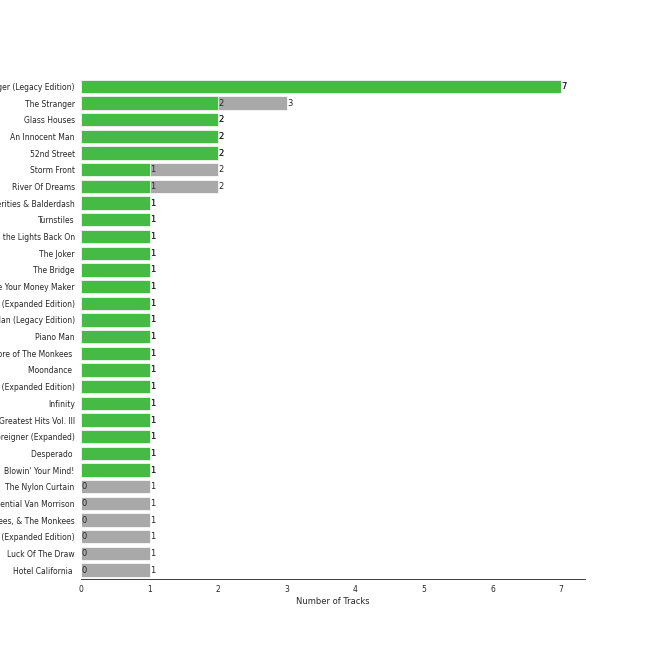 ger (Legacy Edition) 7
The Stranger 2 3
Glass Houses 2
An Innocent Man 2
52nd Street 2
Storm Front 1 2
River Of Dreams 1 2
erities & Balderdash 1
Turnstiles 1
the Lights Back On 1
The Joker 1
The Bridge 1
e Your Money Maker 1
(Expanded Edition) 1
lan (Legacy Edition) 1
Piano Man 1
ore of The Monkees 1
Moondance 1
(Expanded Edition) 1
Infinity 1
Greatest Hits Vol. III 1
reigner (Expanded) 1
Desperado 1
Blowin' Your Mind! 1
The Nylon Curtain 0 1
ential Van Morrison 0 1
ees, & The Monkees 0 1
(Expanded Edition) 0 1
Luck Of The Draw 0 1
Hotel California 0 1
0 1 2 3 4 5 6 7
Number of Tracks